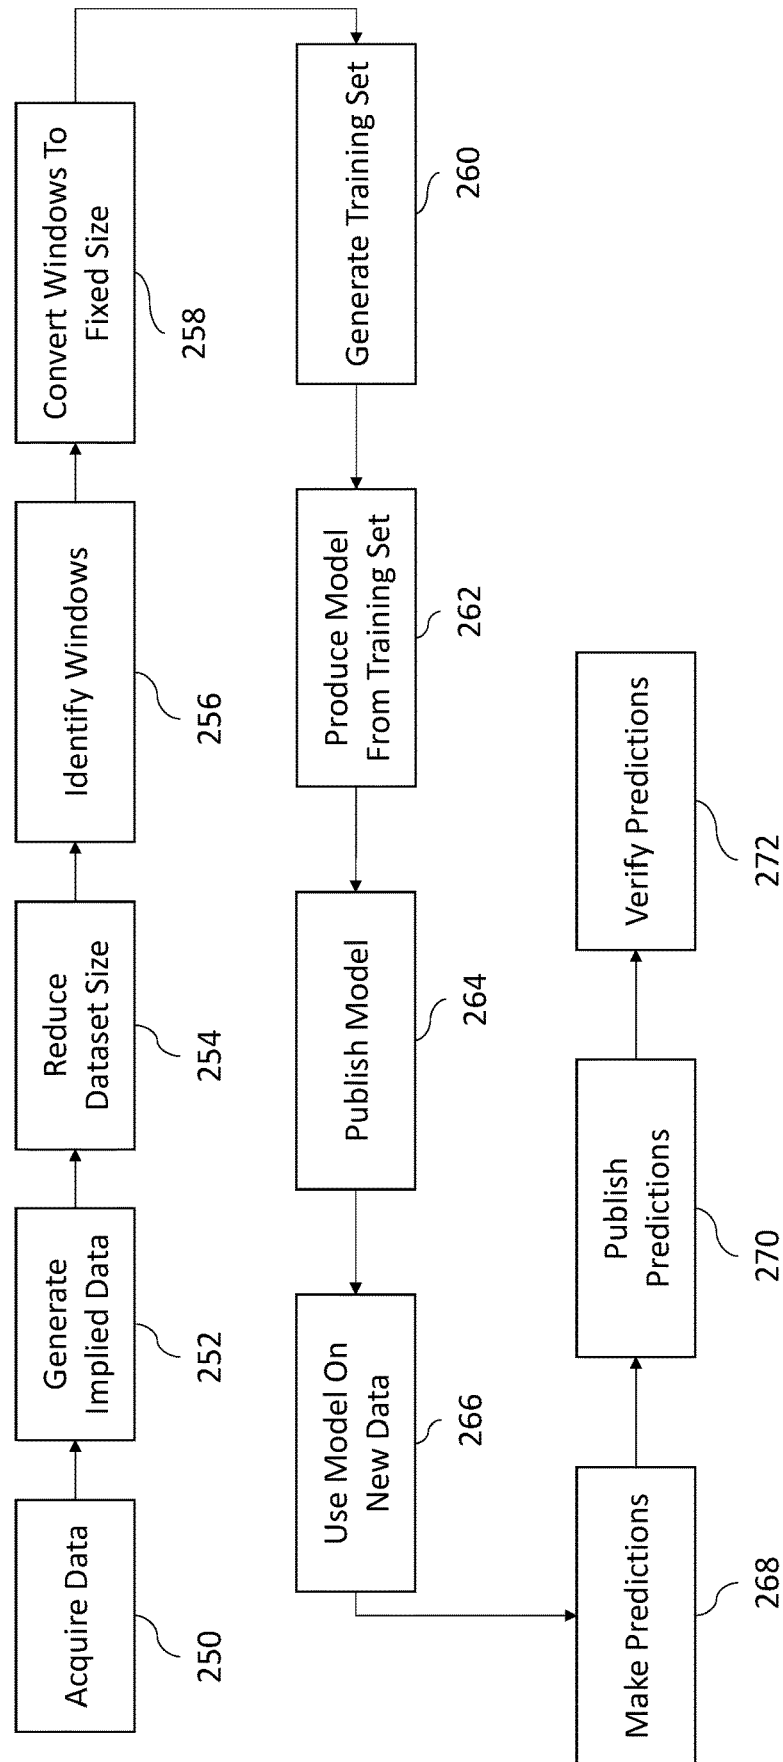 Acquire Data
250
Generate
Implied Data
252
Reduce
Dataset Size
254
Identify Windows
256
Convert Windows To
Fixed Size
258
Generate Training Set
260
Produce Model
From Training Set
262
Publish Model
264
Use Model On
New Data
266
Make Predictions
268
Publish
Predictions
270
Verify Predictions
272